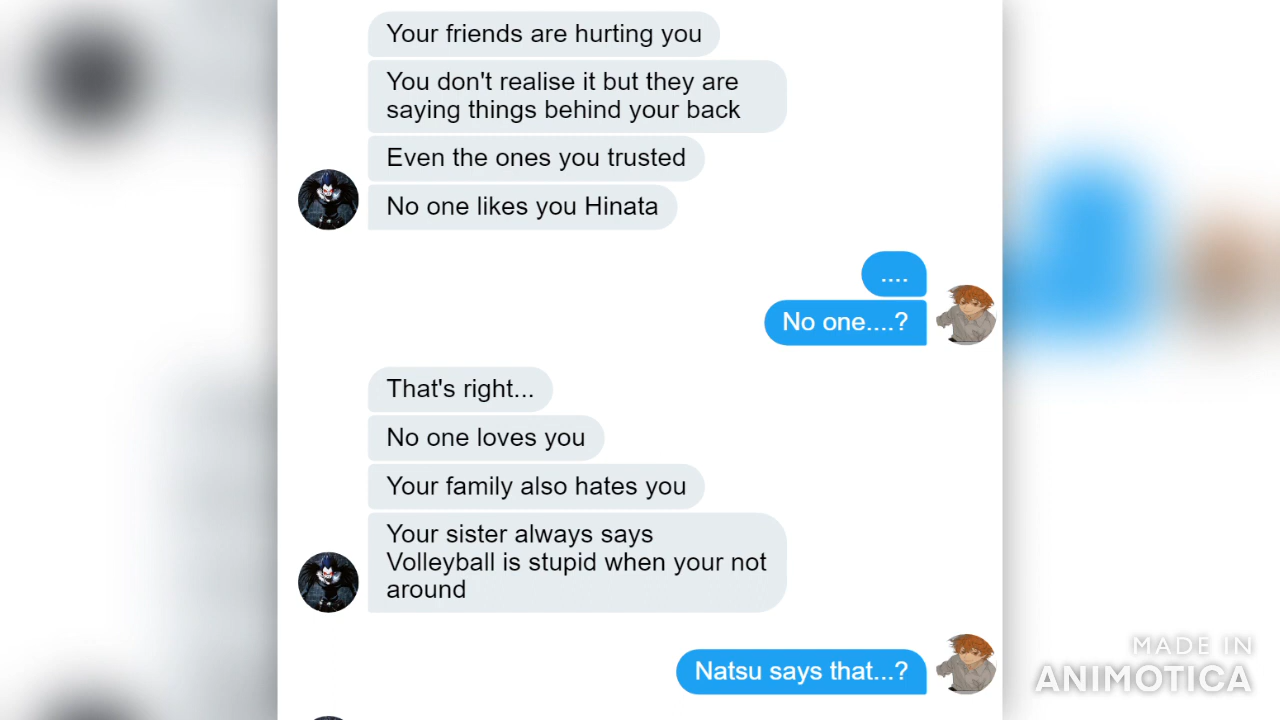 Your friends are hurting you
You don't realise it but they are
saying things behind your back
Even the ones you trusted
No one likes you Hinata
....
No one....?
That's right...
No one loves you
Your family also hates you
Your sister always says
Volleyball is stupid when your not
around
Natsu says that...?
MADE IN
ANIMOTICA